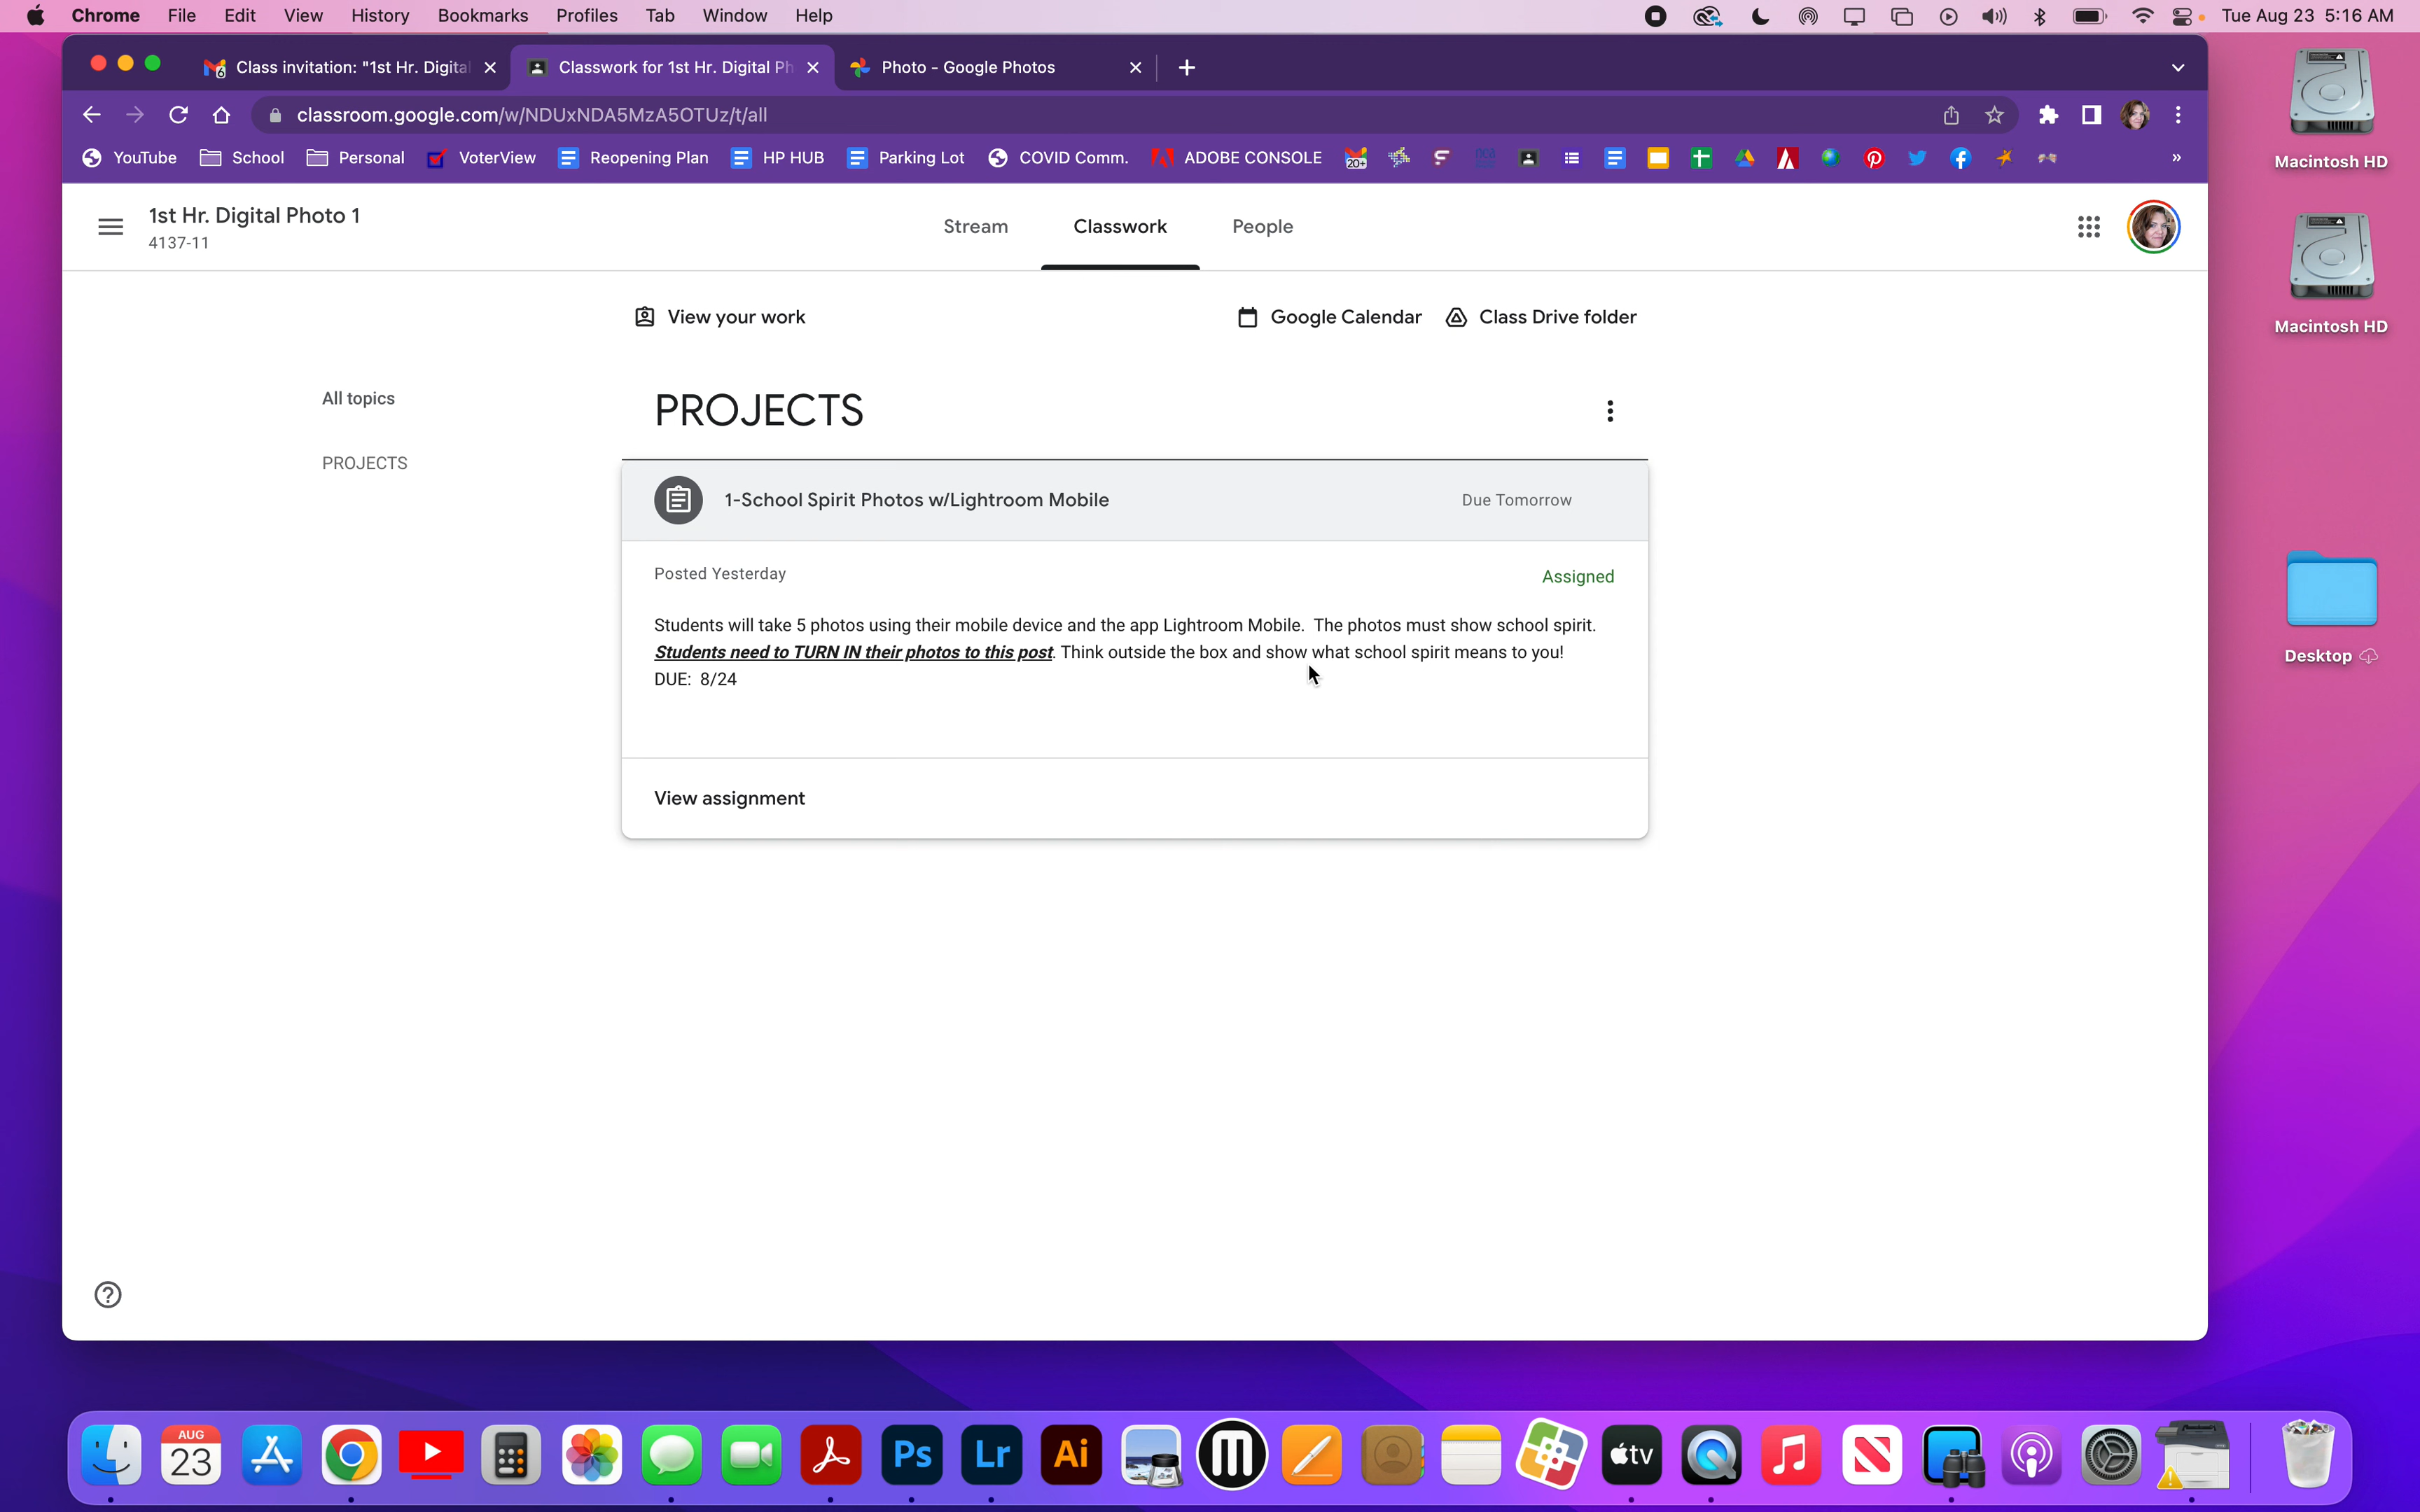 Chrome File Edit View History Bookmarks Profiles Tab Window Help Tue Aug 23 5:16 AM
Class invitation: "1st Hr. Digita Classwork for 1st Hr. Digital Ph Photo - Google Photos
classroom.google.com/w/NDUxNDA5MzA5OTUz/t/all
YouTube School Personal VoterView Reopening Plan HP HUB Parking Lot COVID Comm. ADOBE CONSOLE 20+
Macintosh HD
1st Hr. Digital Photo 1
4137-11
Stream Classwork People
View your work Google Calendar Class Drive folder
Macintosh HD
All topics
PROJECTS
PROJECTS
1-School Spirit Photos w/Lightroom Mobile Due Tomorrow
Posted Yesterday Assigned
Students will take 5 photos using their mobile device and the app Lightroom Mobile. The photos must show school spirit.
Students need to TURN IN their photos to this post. Think outside the box and show what school spirit means to you!
DUE: 8/24
View assignment
Desktop
AUG
23
Ps Lr Ai tv